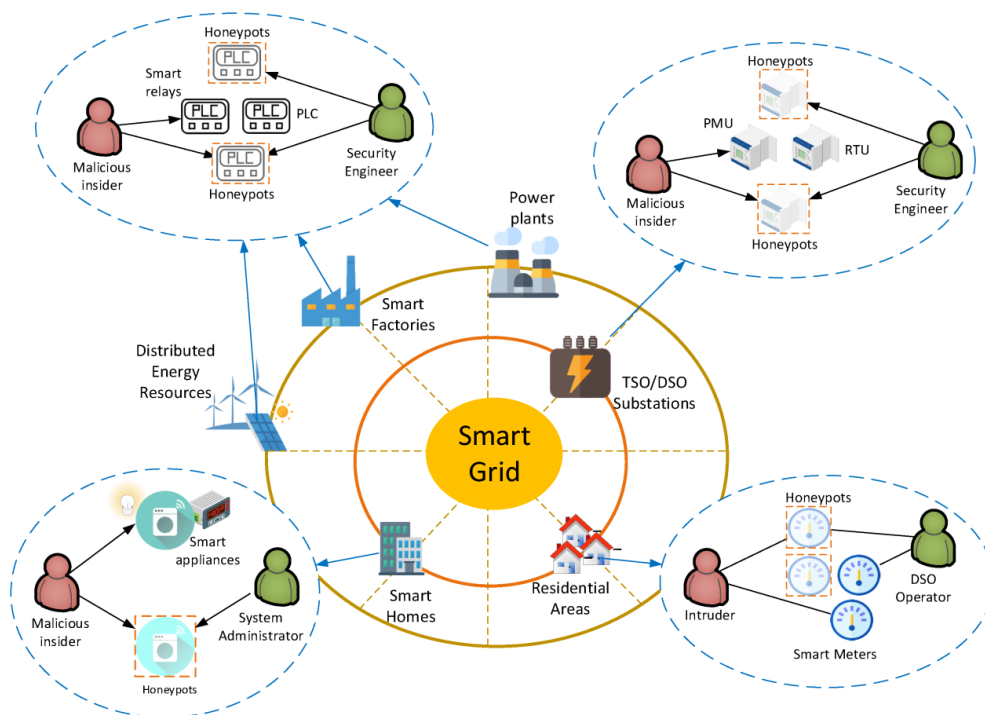 Honeypots
PLC
Smart
relays
PLC
PLC
PLC
PLC
Honeypots
Malicious
insider
Security
Engineer
Honeypots
PMU
RTU
Malicious
insider
Security
Engineer
Honeypots
Power
plants
Smart
Factories
Distributed
Energy
Resources
TSO/DSO
Substations
Smart
Grid
Smart
appliances
Malicious
insider
System
Administrator
Honeypots
Smart
Homes
Residential
Areas
Honeypots
Intruder
DSO
Operator
Smart Meters